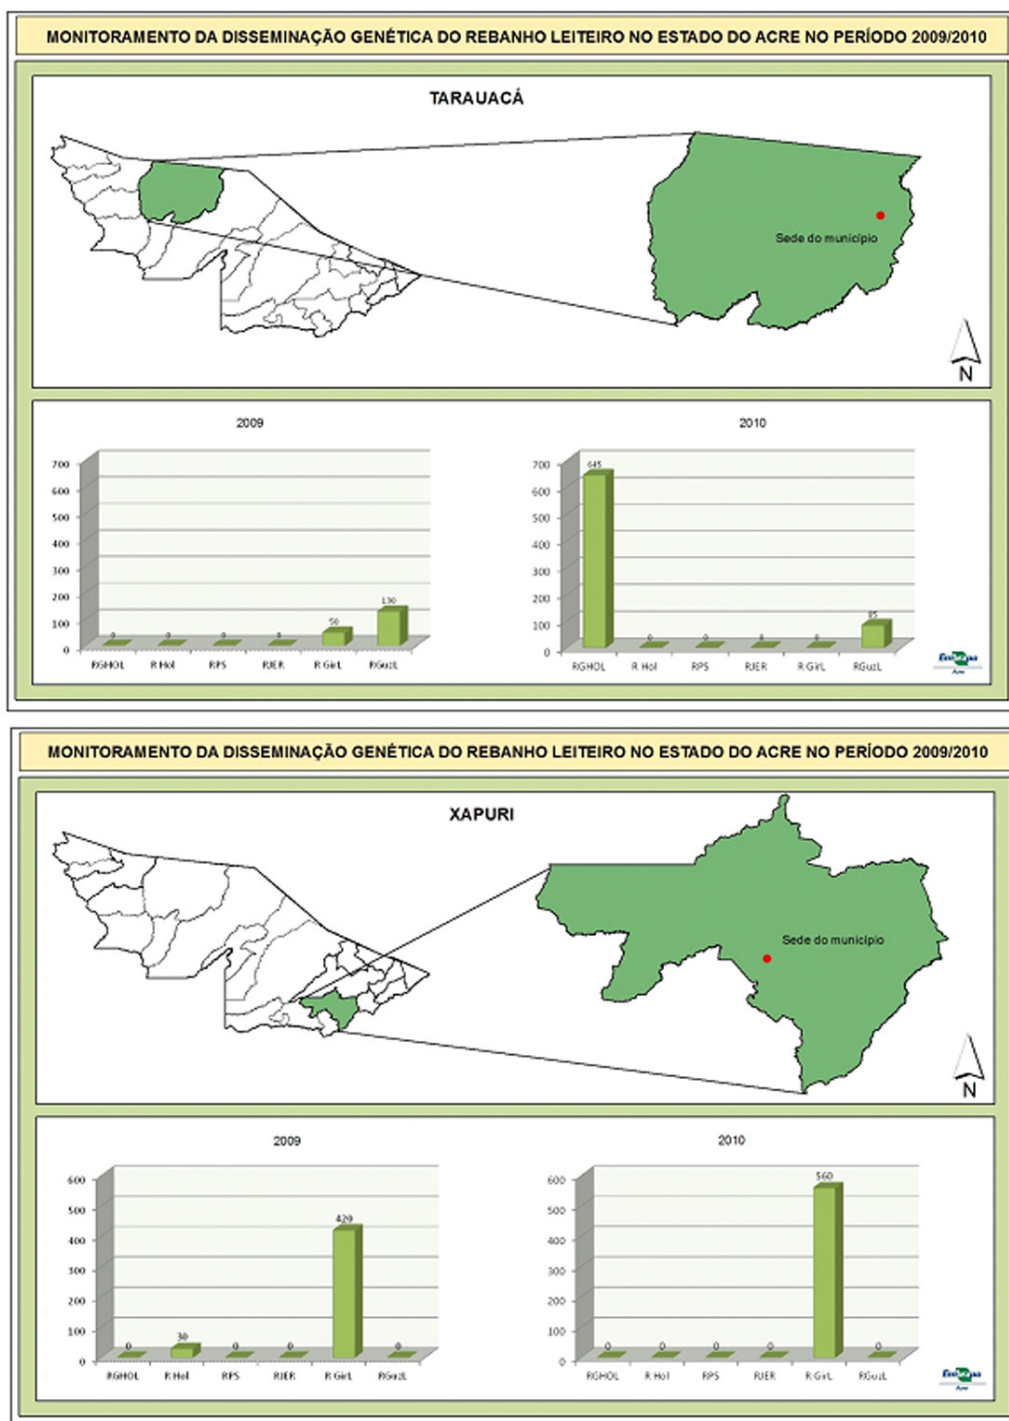 MONITORAMENTO DA DISSEMINAÇÃO GENÉTICA DO REBANHO LEITEIRO NO ESTADO DO ACRE NO PERÍODO 2009/2010
TARAUACÁ
Sede do município
N
2009
700
600
500
400
300
200
100
0
0 0 0 0 50 130
RGHOL R Hol RPS RJER R GirL RGuzL
2010
700
600
500
400
300
200
100
0
645 0 0 0 0 85
RGHOL R Hol RPS RJER R GirL RGuzL
Embrapa
Acre
MONITORAMENTO DA DISSEMINAÇÃO GENÉTICA DO REBANHO LEITEIRO NO ESTADO DO ACRE NO PERÍODO 2009/2010
XAPURI
Sede do município
N
2009
600
500
400
300
200
100
0
0 30 0 0 420 0
RGHOL R Hol RPS RJER R GirL RGuzL
2010
600
500
400
300
200
100
0
0 0 0 0 560 0
RGHOL R Hol RPS RJER R GirL RGuzL
Embrapa
Acre